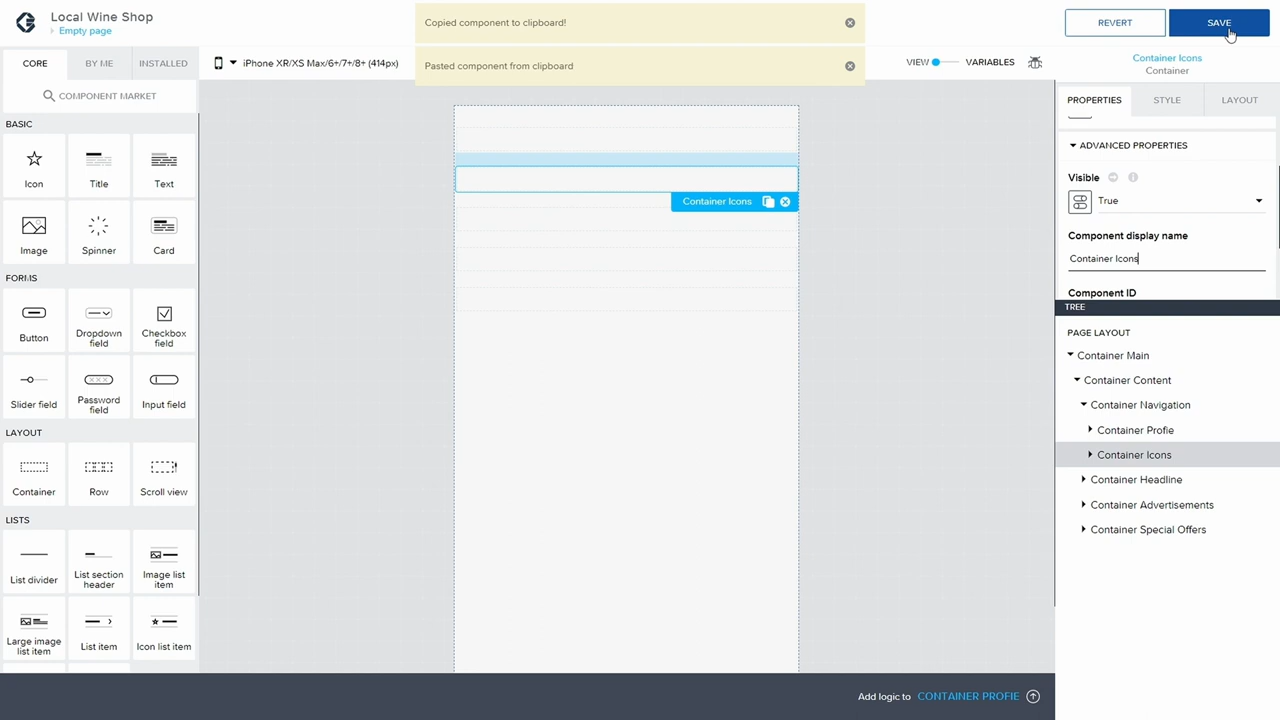 Local Wine Shop
Empty page
Copied component to clipboard!
Pasted component from clipboard
REVERT
SAVE
CORE
BY ME
INSTALLED
iPhone XR/XS Max/6+/7+/8+ (414px)
VIEW
VARIABLES
Container Icons
Container
COMPONENT MARKET
PROPERTIES
STYLE
LAYOUT
BASIC
Icon
Title
Text
Image
Spinner
Card
FORMS
Button
Dropdown
field
Checkbox
field
Slider field
Password
field
Input field
LAYOUT
Container
Row
Scroll view
LISTS
List divider
List section
header
Image list
item
Large image
list item
List item
Icon list item
Container Icons
ADVANCED PROPERTIES
Visible
True
Component display name
Container Icons
Component ID
TREE
PAGE LAYOUT
Container Main
Container Content
Container Navigation
Container Profie
Container Icons
Container Headline
Container Advertisements
Container Special Offers
Add logic to CONTAINER PROFIE